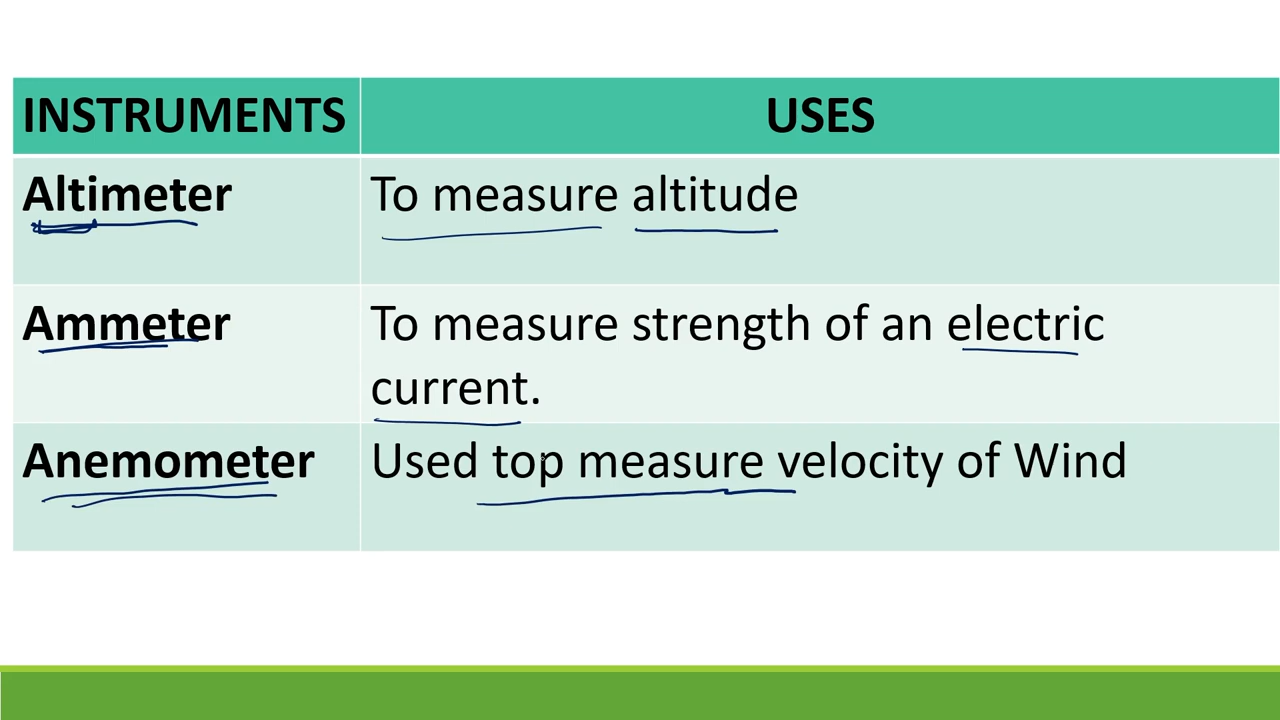 INSTRUMENTS USES
Altimeter To measure altitude
Ammeter To measure strength of an electric
current.
Anemometer Used top measure velocity of Wind